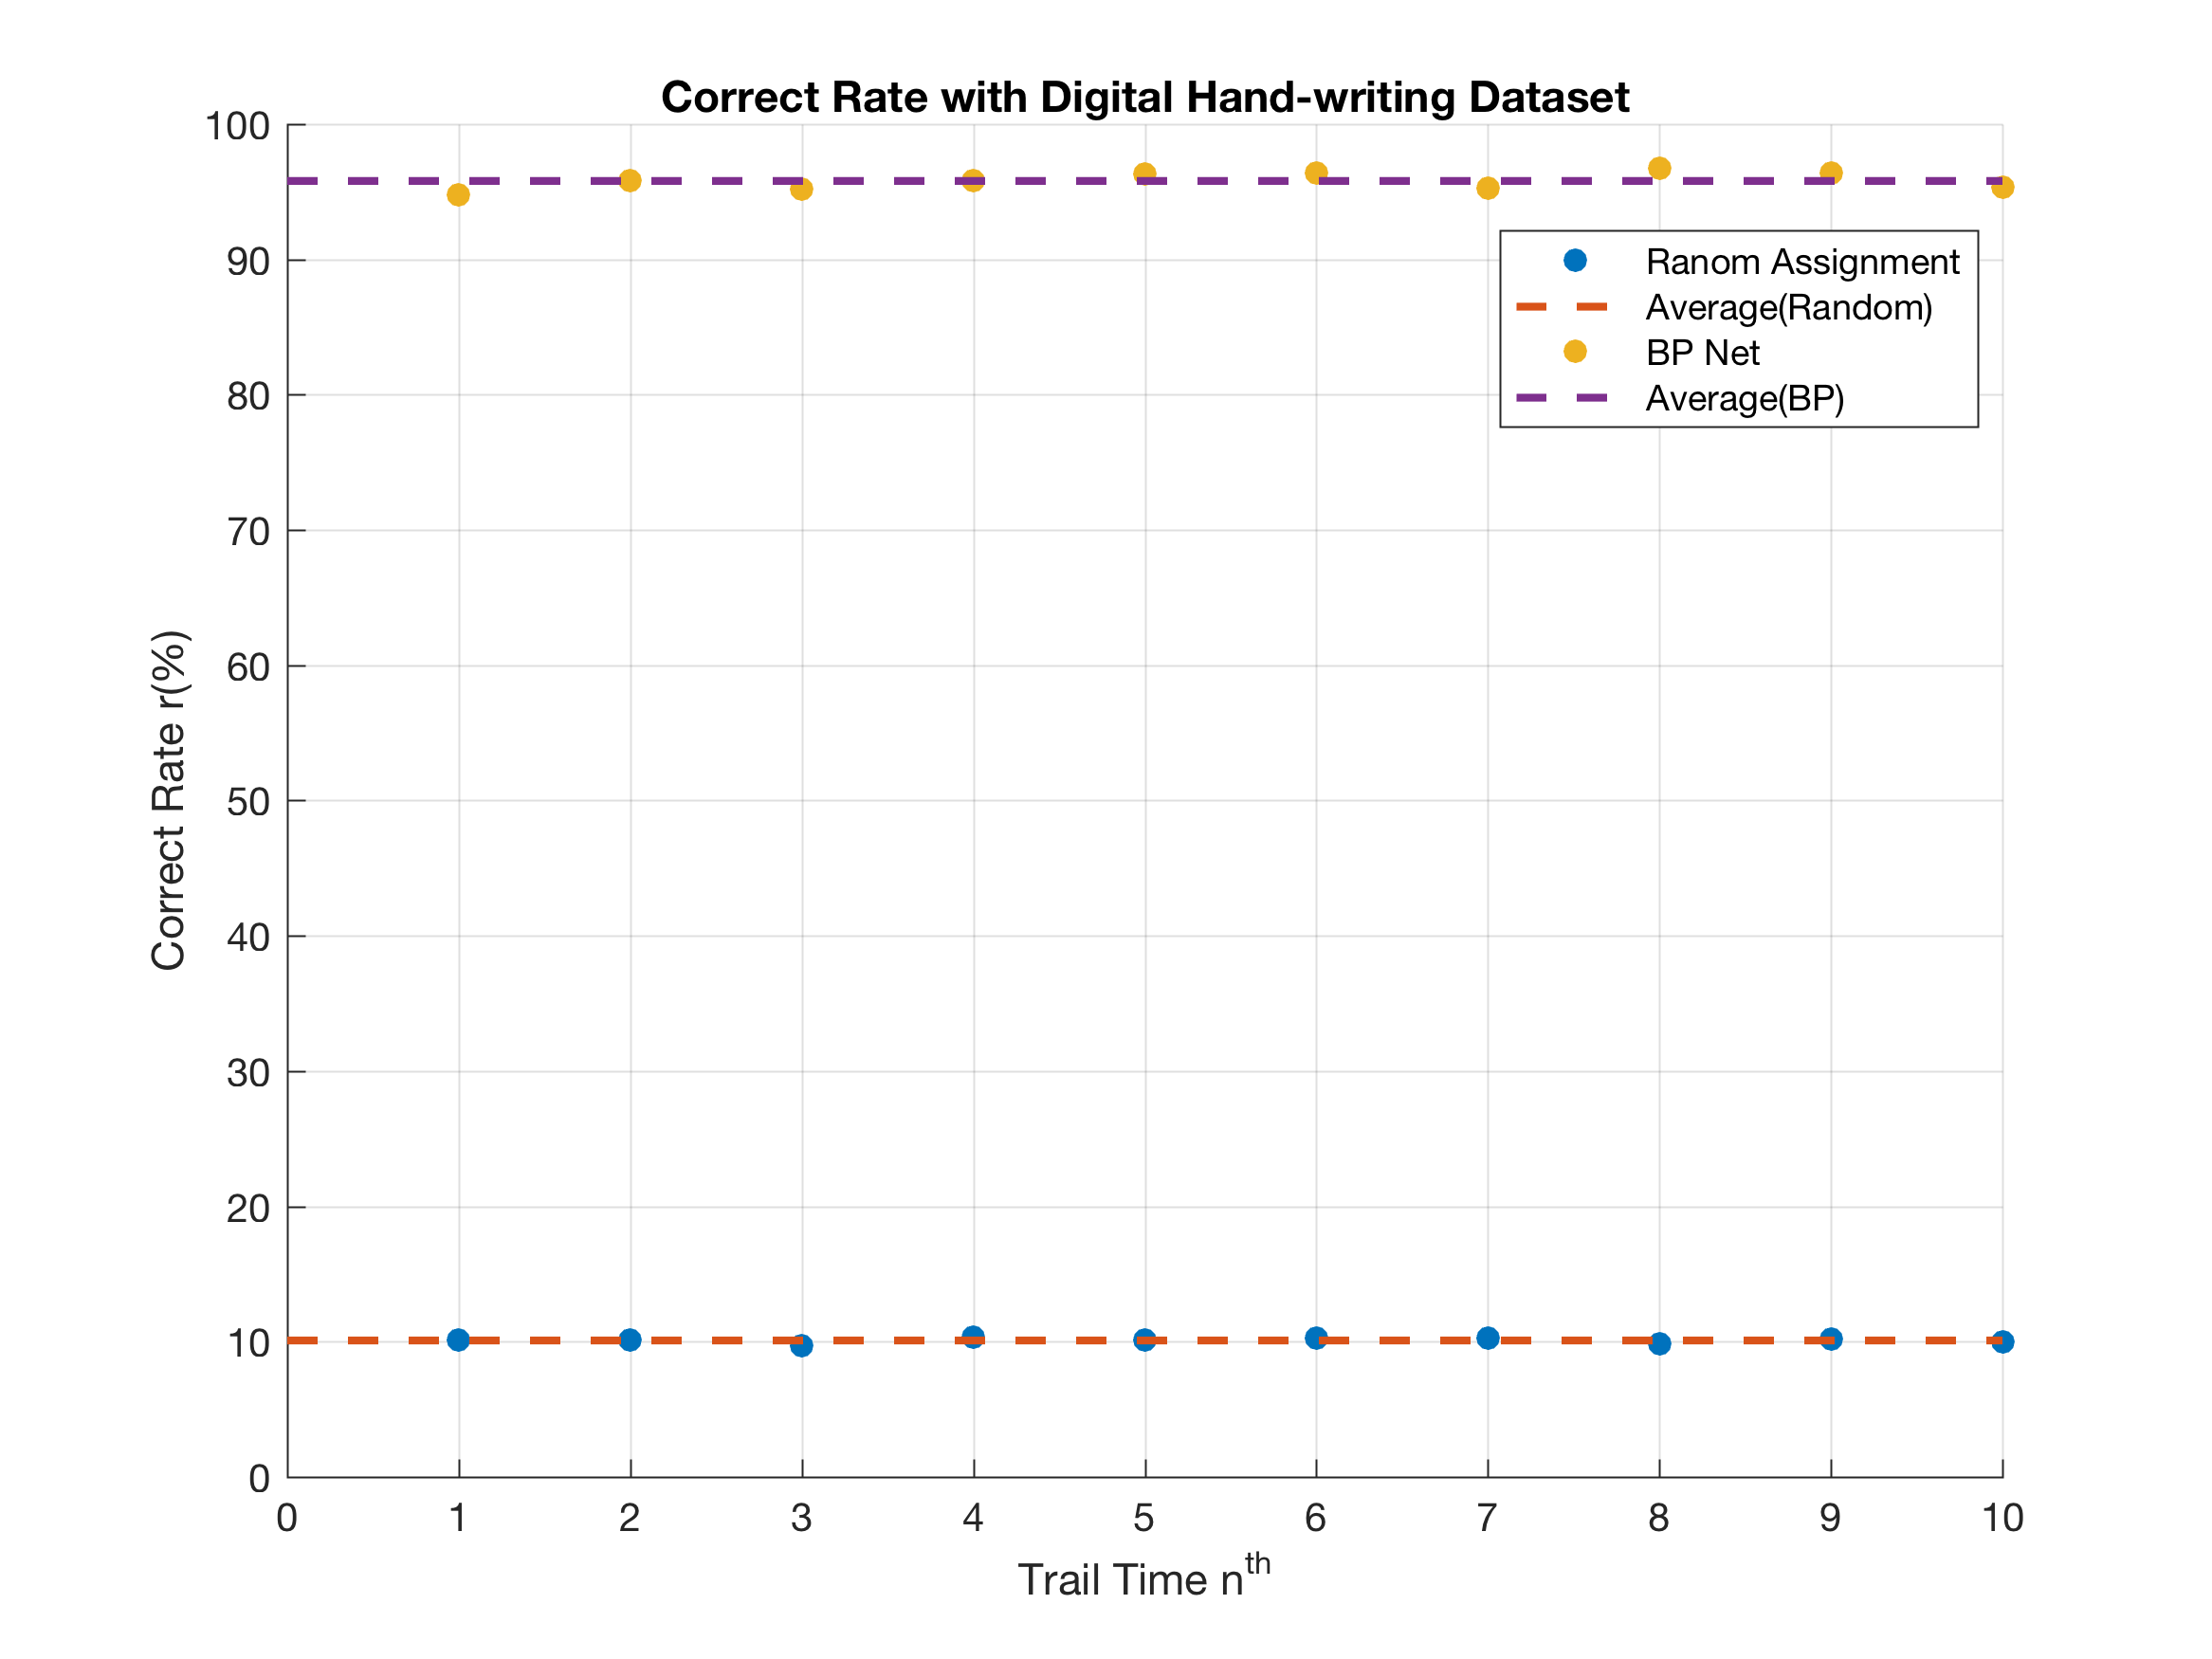 Correct Rate with Digital Hand-writing Dataset
100
90
80
70
60
50
40
30
20
10
0
Correct Rate r(%)
Ranom Assignment
Average(Random)
BP Net
Average(BP)
0 1 2 3 4 5 6 7 8 9 10
Trail Time nth